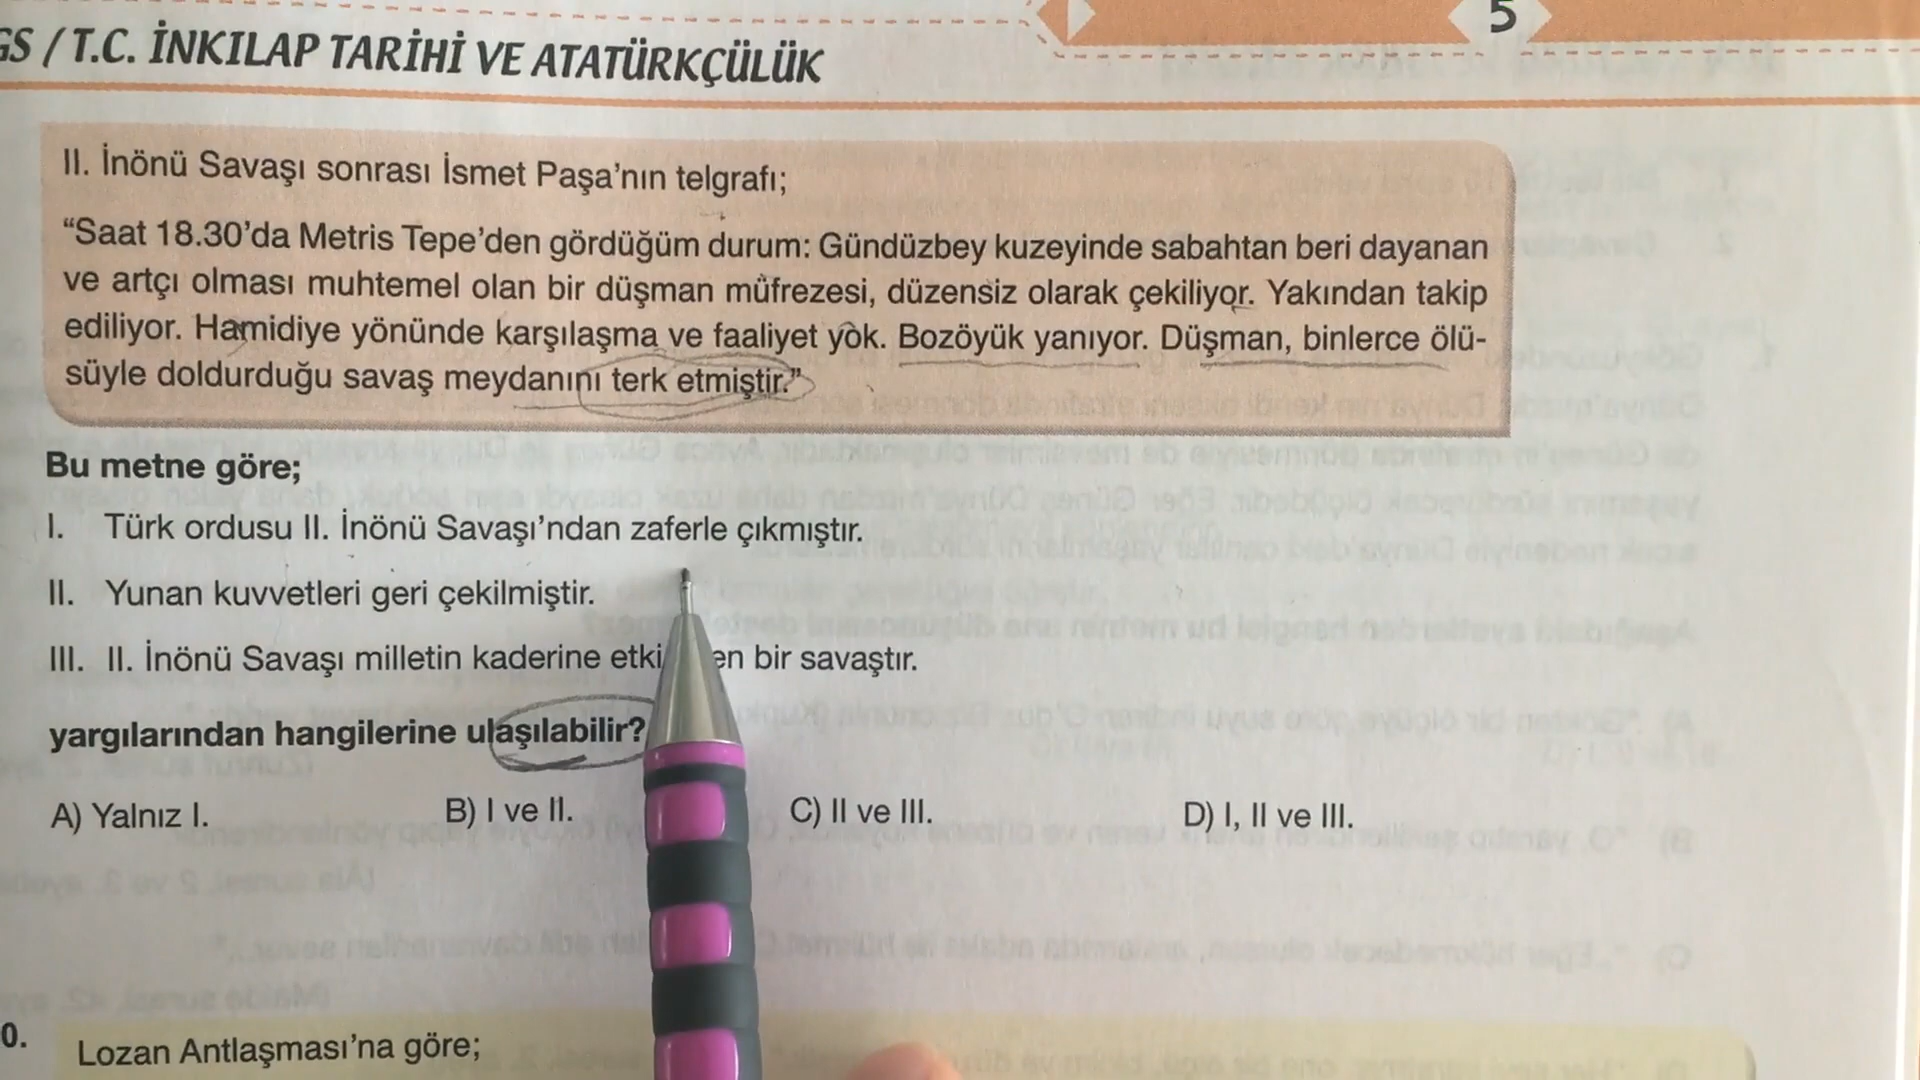 5
GS / T.C. İNKILAP TARİHİ VE ATATÜRKÇÜLÜK
II. İnönü Savaşı sonrası İsmet Paşa’nın telgrafı;
“Saat 18.30’da Metris Tepe’den gördüğüm durum: Gündüzbey kuzeyinde sabahtan beri dayanan
ve artçı olması muhtemel olan bir düşman müfrezesi, düzensiz olarak çekiliyor. Yakından takip
ediliyor. Hamidiye yönünde karşılaşma ve faaliyet yok. Bozöyük yanıyor. Düşman, binlerce ölü-
süyle doldurduğu savaş meydanını terk etmiştir.”
Bu metne göre;
I. Türk ordusu II. İnönü Savaşı’ndan zaferle çıkmıştır.
II. Yunan kuvvetleri geri çekilmiştir.
III. II. İnönü Savaşı milletin kaderine etki en bir savaştır.
yargılarından hangilerine ulaşılabilir?
A) Yalnız I. B) I ve II. C) II ve III. D) I, II ve III.
0. Lozan Antlaşması’na göre;